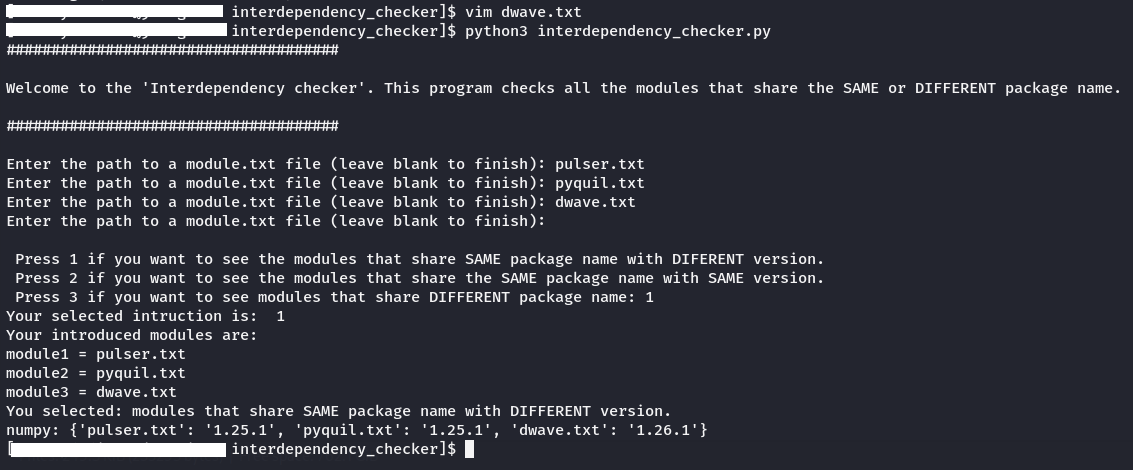 interdependency_checker]$ vim dwave.txt
interdependency_checker]$ python3 interdependency_checker.py
#####################################
Welcome to the 'Interdependency checker'. This program checks all the modules that share the SAME or DIFFERENT package name.
#####################################
Enter the path to a module.txt file (leave blank to finish): pulser.txt
Enter the path to a module.txt file (leave blank to finish): pyquil.txt
Enter the path to a module.txt file (leave blank to finish): dwave.txt
Enter the path to a module.txt file (leave blank to finish):
Press 1 if you want to see the modules that share SAME package name with DIFERENT version.
Press 2 if you want to see the modules that share the SAME package name with SAME version.
Press 3 if you want to see modules that share DIFFERENT package name: 1
Your selected intruction is:  1
Your introduced modules are:
module1 = pulser.txt
module2 = pyquil.txt
module3 = dwave.txt
You selected: modules that share SAME package name with DIFFERENT version.
numpy: {'pulser.txt': '1.25.1', 'pyquil.txt': '1.25.1', 'dwave.txt': '1.26.1'}
[ interdependency_checker]$